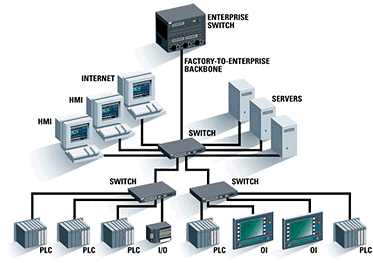 ENTERPRISE
SWITCH
FACTORY-TO-ENTERPRISE
BACKBONE
INTERNET
HMI
HMI
SERVERS
SWITCH
SWITCH
SWITCH
PLC
PLC
PLC
I/O
PLC
OI
OI
PLC